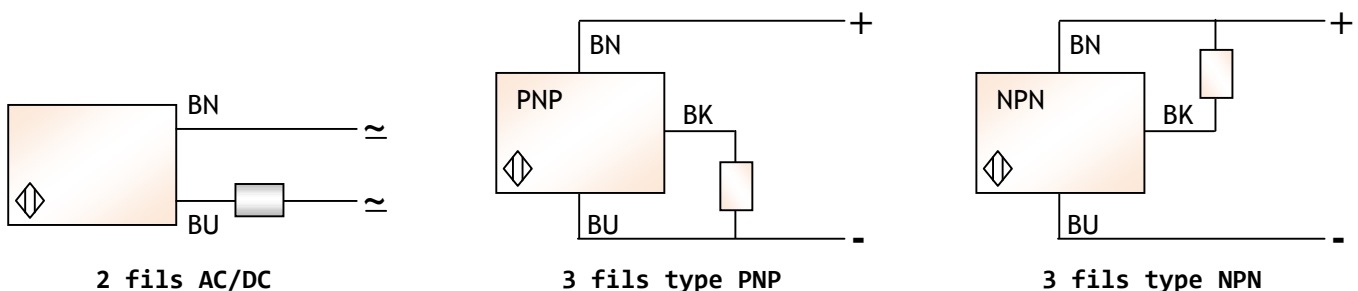 BN
≃
BU
≃
2 fils AC/DC
+
BN
PNP
BK
BU
-
3 fils type PNP
+
BN
NPN
BK
BU
-
3 fils type NPN